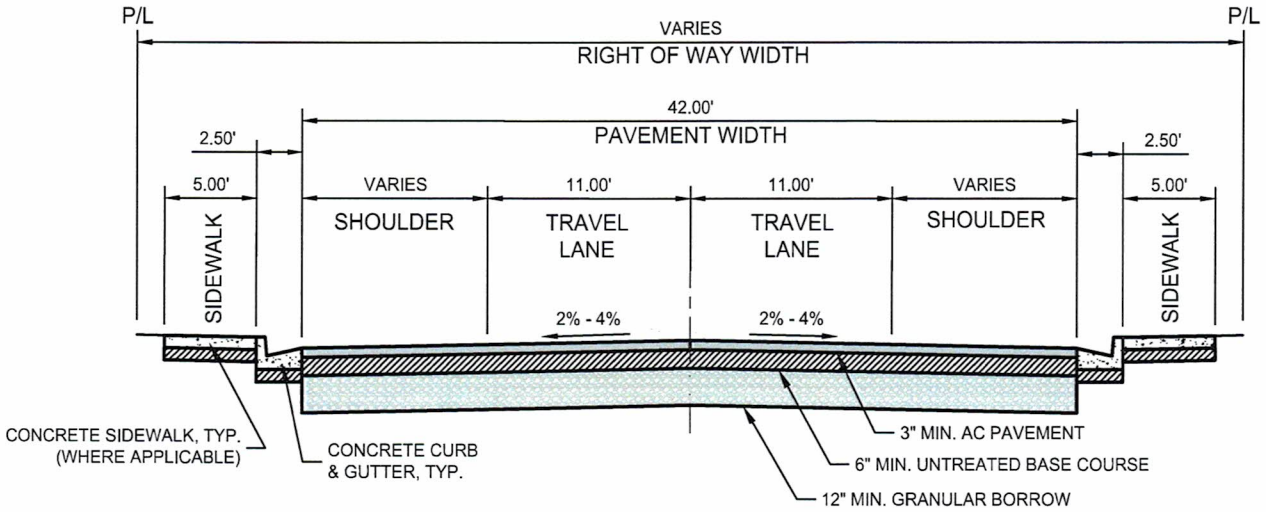 P/L
P/L
VARIES
RIGHT OF WAY WIDTH
42.00'
PAVEMENT WIDTH
2.50'
2.50'
5.00'
VARIES
11.00'
11.00'
VARIES
5.00'
SIDEWALK
SHOULDER
TRAVEL
LANE
TRAVEL
LANE
SHOULDER
SIDEWALK
2% - 4%
2% - 4%
CONCRETE SIDEWALK, TYP.
(WHERE APPLICABLE)
CONCRETE CURB
& GUTTER, TYP.
3" MIN. AC PAVEMENT
6" MIN. UNTREATED BASE COURSE
12" MIN. GRANULAR BORROW